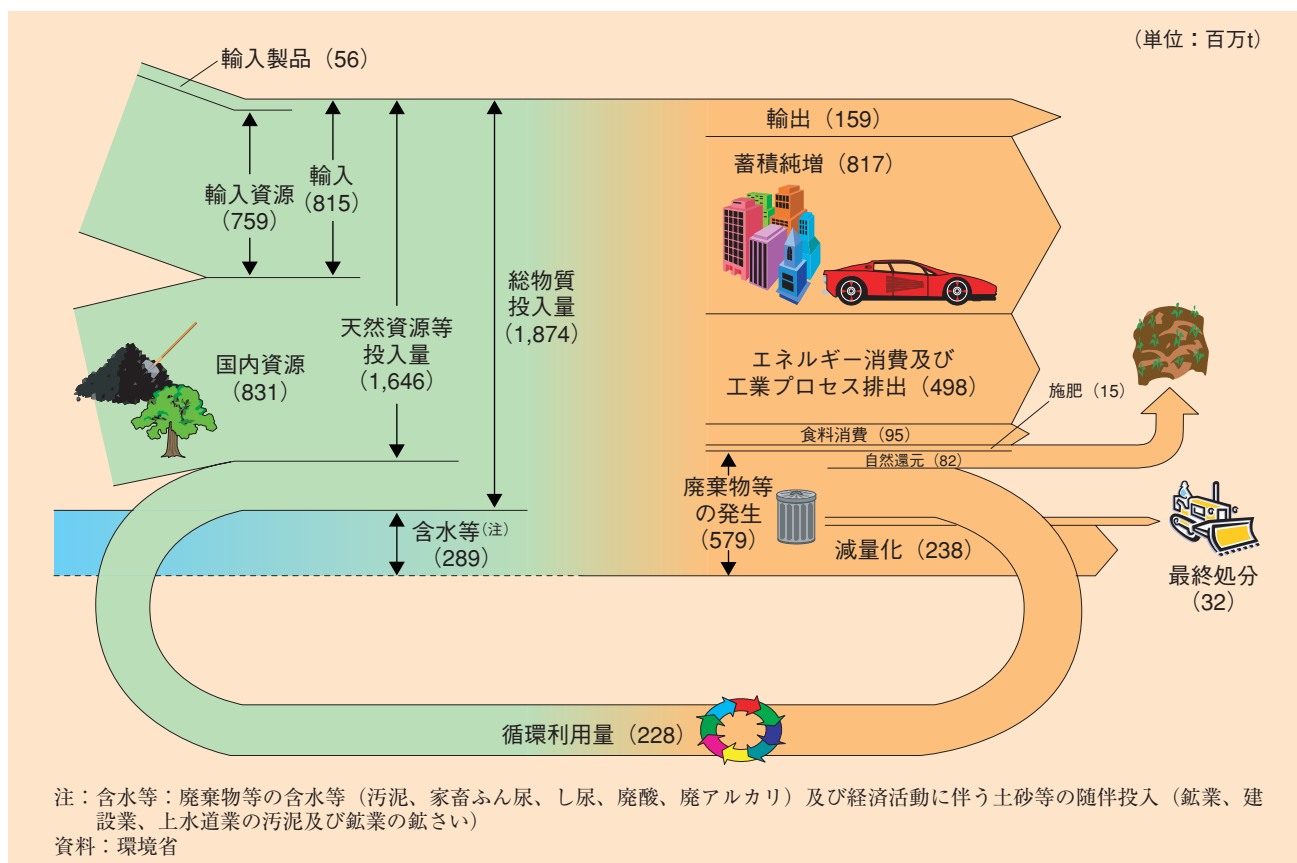 （単位：百万t）
輸入製品（56）
輸出（159）
蓄積純増（817）
輸入
（815）
輸入資源
（759）
総物質
投入量
（1,874）
天然資源等
投入量
（1,646）
国内資源
（831）
エネルギー消費及び
工業プロセス排出（498）
施肥（15）
食料消費（95）
自然還元（82）
廃棄物等
の発生
（579）
含水等（注）
（289）
減量化（238）
最終処分
（32）
循環利用量（228）
注：含水等：廃棄物等の含水等（汚泥、家畜ふん尿、し尿、廃酸、廃アルカリ）及び経済活動に伴う土砂等の随伴投入（鉱業、建
設業、上水道業の汚泥及び鉱業の鉱さい）
資料：環境省